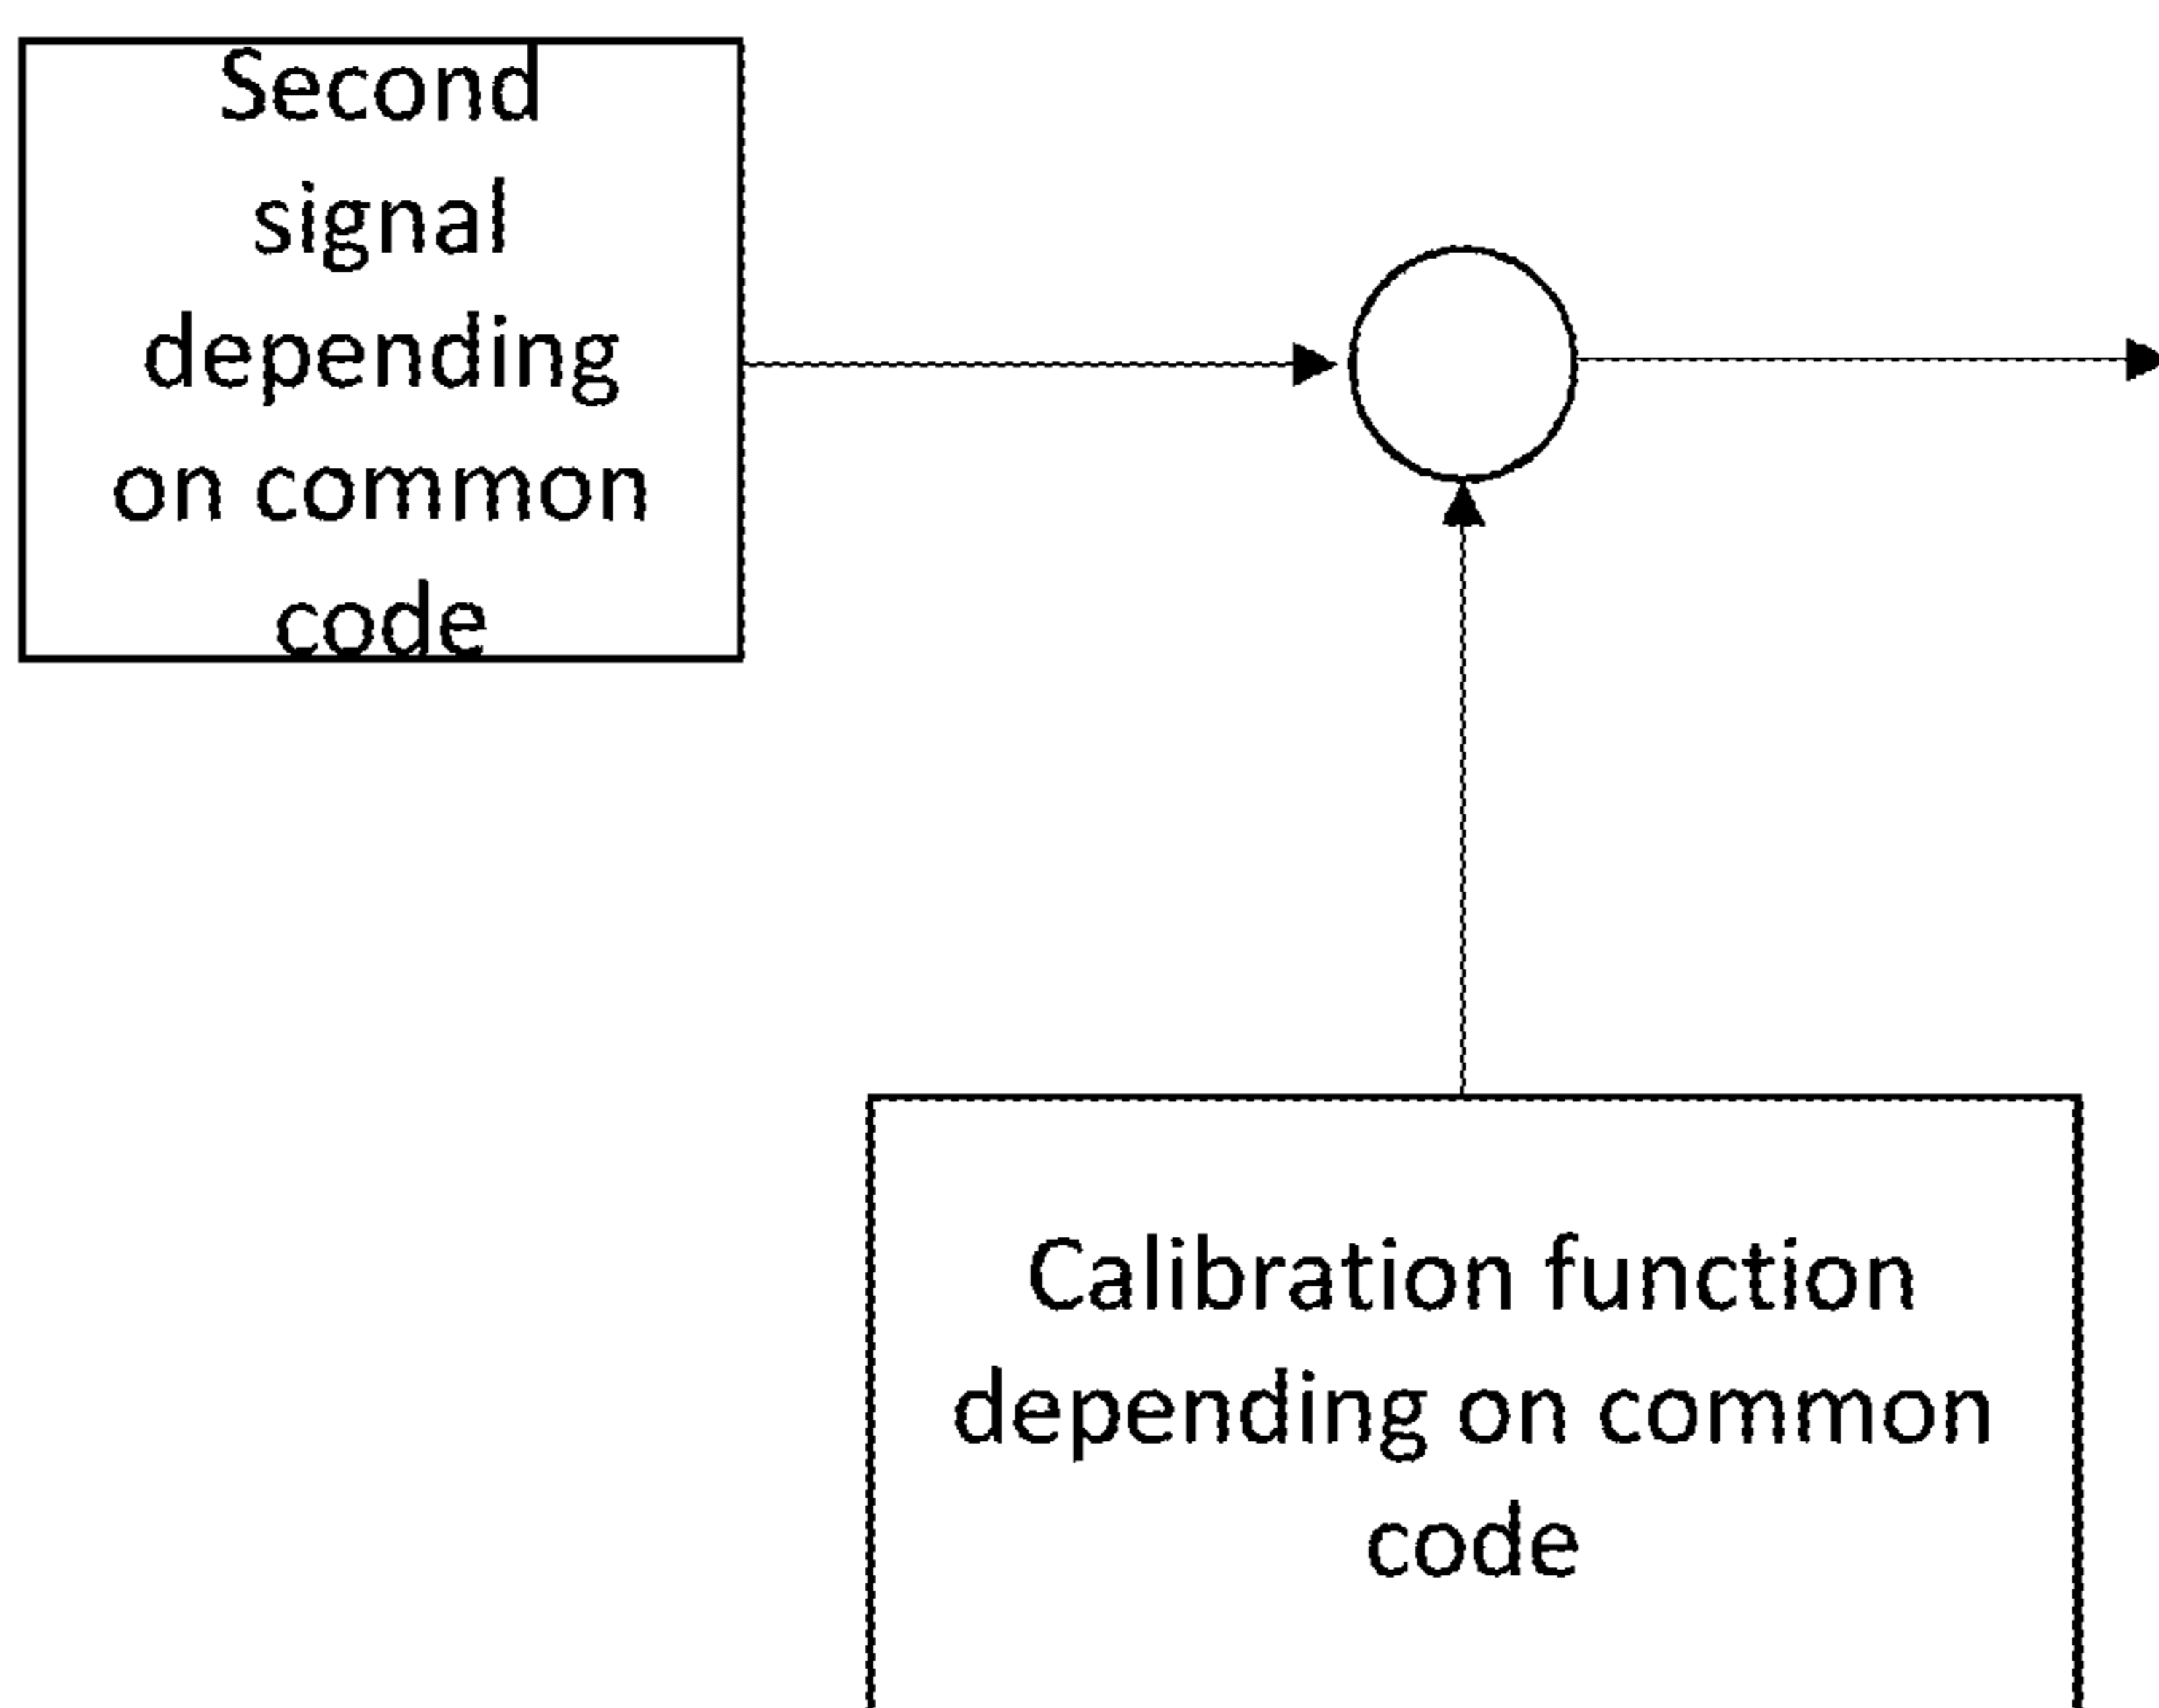 Second
signal
depending
on common
code
Calibration function
depending on common
code